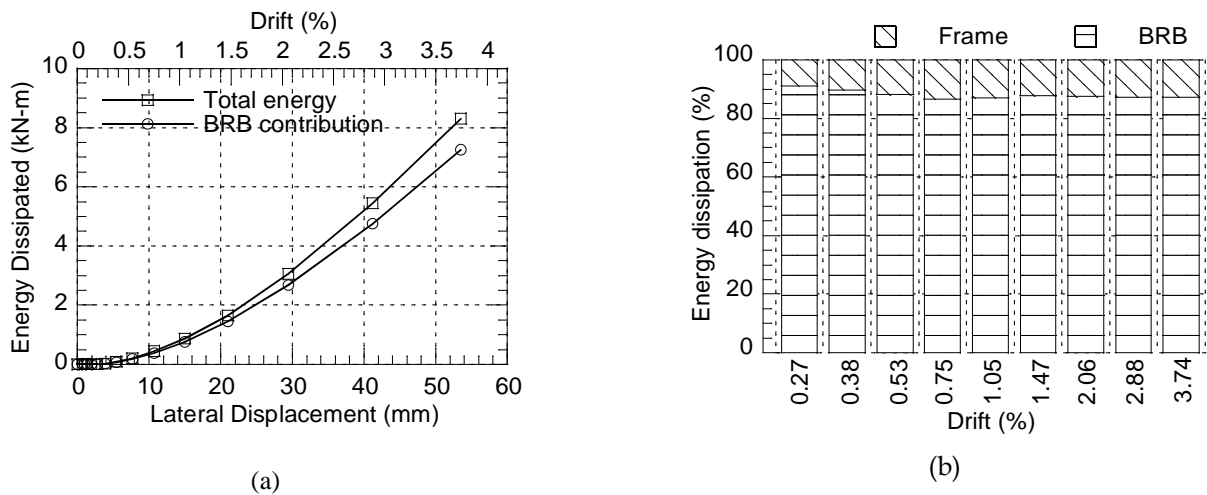 Drift (%)
0 0.5 1 1.5 2 2.5 3 3.5 4
10
8
6
4
2
0
Energy Dissipated (kN-m)
Total energy
BRB contribution
0 10 20 30 40 50 60
Lateral Displacement (mm)
(a)
Frame BRB
100
80
60
40
20
0
Energy dissipation (%)
0.27 0.38 0.53 0.75 1.05 1.47 2.06 2.88 3.74
Drift (%)
(b)